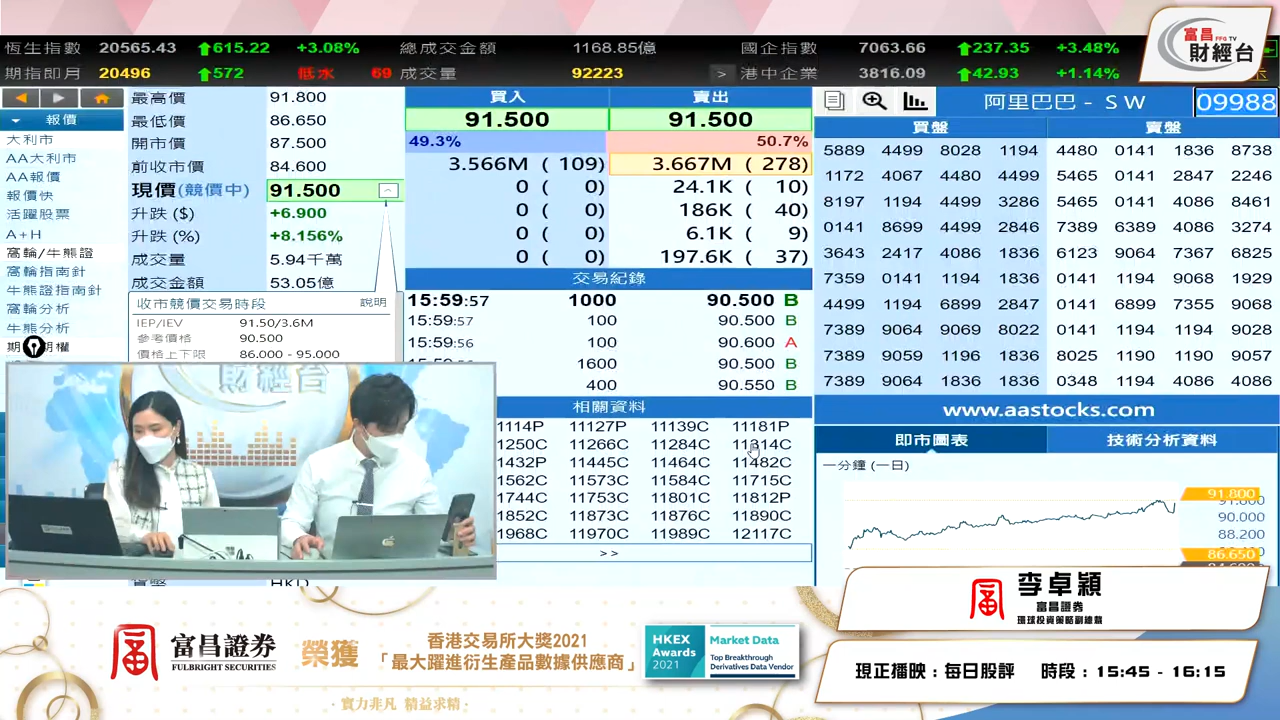 恆生指數 20565.43 615.22 +3.08% 總成交金額 1168.85億 國企指數 7063.66 237.35 +3.48%
期指即月 20496 572 低水 69 成交量 92223 > 港中企業 3816.09 42.93 +1.14%
富昌 FFG TV
財經台
報價
大利市
AA大利市
AA報價
報價快
活躍股票
A+H
窩輪/牛熊證
窩輪指南針
牛熊證指南針
窩輪分析
牛熊分析
最高價 91.800
最低價 86.650
開市價 87.500
前收市價 84.600
現價(競價中) 91.500
升跌 ($) +6.900
升跌 (%) +8.156%
成交量 5.94千萬
成交金額 53.05億
收市競價交易時段 說明
IEP/IEV 91.50/3.6M
參考價格 90.500
價格上下限 86.000 - 95.000
買入 賣出
91.500 91.500
49.3% 50.7%
3.566M ( 109) 3.667M ( 278)
0 ( 0) 24.1K ( 10)
0 ( 0) 186K ( 40)
0 ( 0) 6.1K ( 9)
0 ( 0) 197.6K ( 37)
交易紀錄
15:59:57 1000 90.500 B
15:59:57 100 90.500 B
15:59:56 100 90.600 A
1600 90.500 B
400 90.550 B
相關資料
1114P 11127P 11139C 11181P
1250C 11266C 11284C 11314C
1432P 11445C 11464C 11482C
1562C 11573C 11584C 11715C
1744C 11753C 11801C 11812P
1852C 11873C 11876C 11890C
1968C 11970C 11989C 12117C
>>
阿里巴巴 - ＳＷ 09988
買盤 賣盤
5889 4499 8028 1194 4480 0141 1836 8738
1172 4067 4480 4499 5465 0141 2847 2246
8197 1194 4499 3286 5465 0141 4086 8461
0141 8699 4499 2846 7389 6389 4086 3274
3643 2417 4086 1836 6123 9064 7367 6825
7359 0141 1194 1836 0141 1194 9068 1929
4499 1194 6899 2847 0141 6899 7355 9068
7389 9064 9069 8022 0141 1194 1194 9028
7389 9059 1196 1836 8025 1190 1190 9057
7389 9064 1836 1836 0348 1194 4086 4086
www.aastocks.com
即市圖表 技術分析資料
一分鐘 (一日)
91.800
90.000
88.200
86.650
財經台
HKD
李卓穎
富昌證券
環球投資策略副總裁
富昌證券
FULBRIGHT SECURITIES
榮獲
香港交易所大獎2021
「最大躍進衍生產品數據供應商」
HKEX
Awards
2021
Market Data
Top Breakthrough
Derivatives Data Vendor
·實力非凡 精益求精·
現正播映：每日股評 時段：15:45 - 16:15